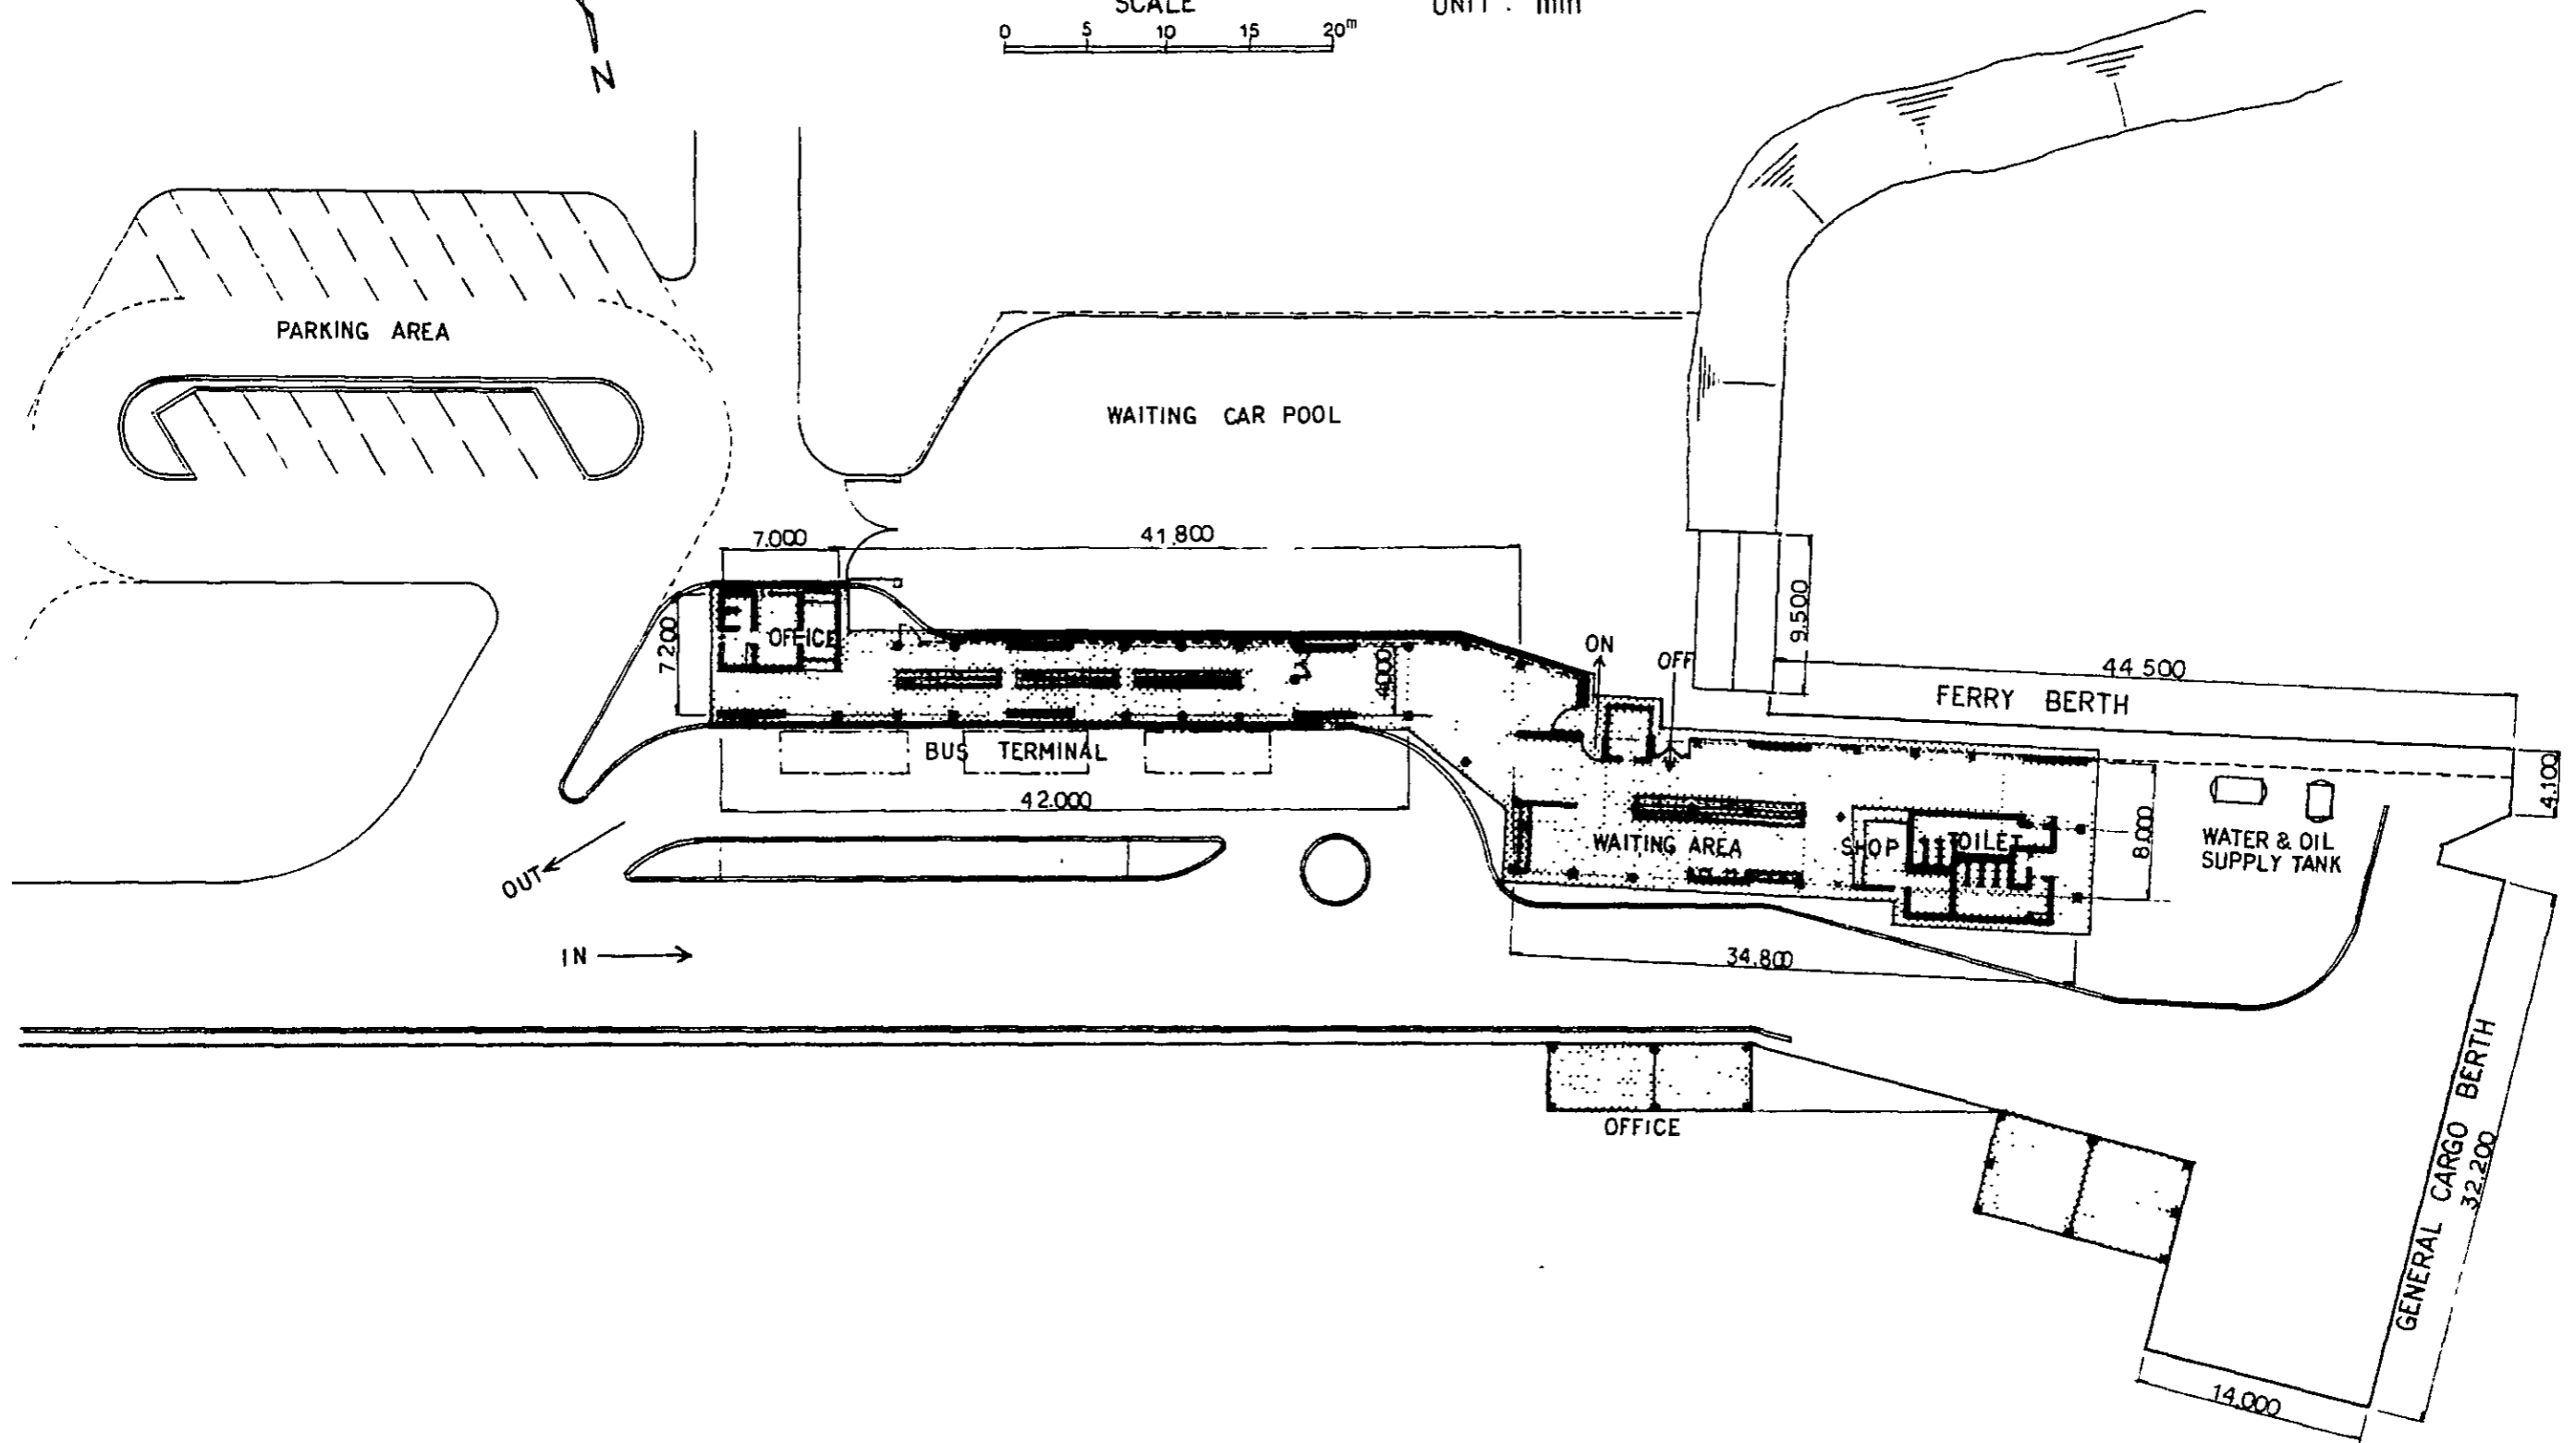 SCALE
UNIT : mm
0 5 10 15 20m
N
PARKING AREA
WAITING CAR POOL
7.000
41.800
OFFICE
7.200
4.000
9.500
ON
OFF
44.500
FERRY BERTH
BUS TERMINAL
42.000
4.100
WAITING AREA
SHOP
TOILET
8.000
WATER & OIL
SUPPLY TANK
OUT
IN
34.800
OFFICE
GENERAL CARGO BERTH
32.200
14.000